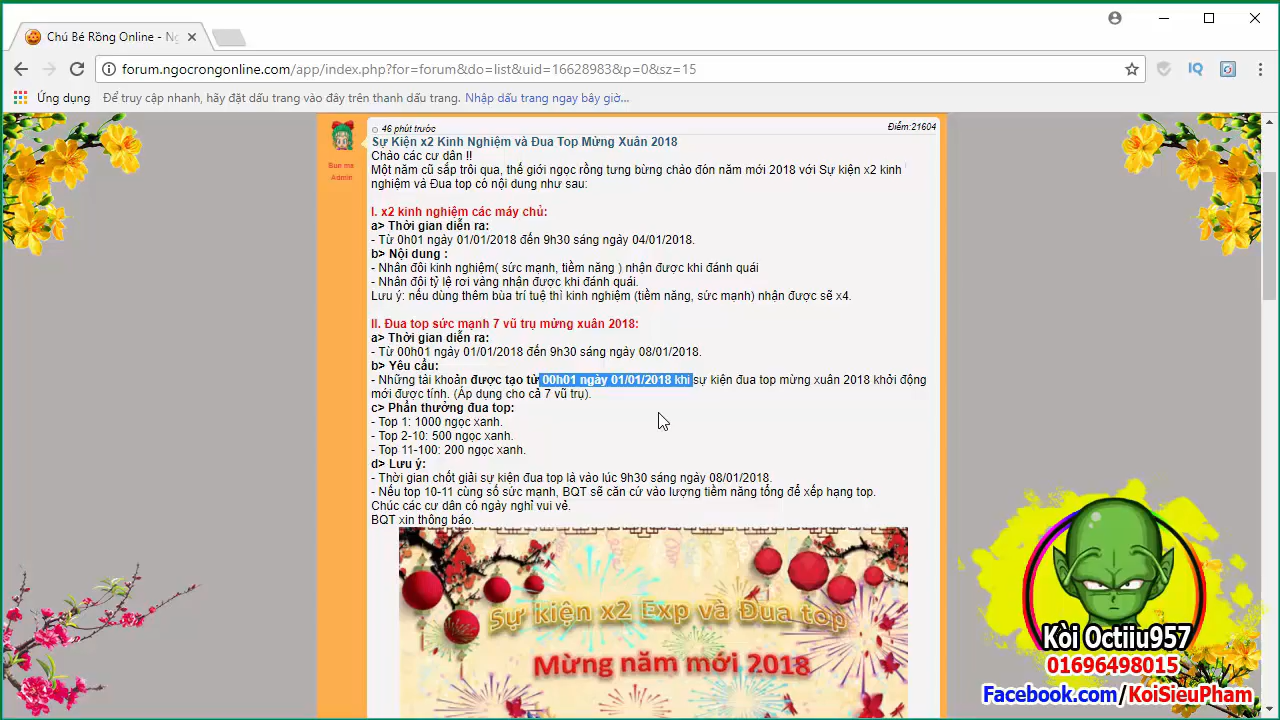 Chú Bé Rồng Online - Ng
forum.ngocrongonline.com/app/index.php?for=forum&do=list&uid=16628983&p=0&sz=15
IQ
Ứng dụng
Để truy cập nhanh, hãy đặt dấu trang vào đây trên thanh dấu trang. Nhập dấu trang ngay bây giờ...
46 phút trước
Điểm:21604
Bun ma
Admin
Sự Kiện x2 Kinh Nghiệm và Đua Top Mừng Xuân 2018
Chào các cư dân !!
Một năm cũ sắp trôi qua, thế giới ngọc rồng tưng bừng chào đón năm mới 2018 với Sự kiện x2 kinh
nghiệm và Đua top có nội dung như sau:
I. x2 kinh nghiệm các máy chủ:
a> Thời gian diễn ra:
- Từ 0h01 ngày 01/01/2018 đến 9h30 sáng ngày 04/01/2018.
b> Nội dung :
- Nhân đôi kinh nghiệm( sức mạnh, tiềm năng ) nhận được khi đánh quái
- Nhân đôi tỷ lệ rơi vàng nhận được khi đánh quái.
Lưu ý: nếu dùng thêm bùa trí tuệ thì kinh nghiệm (tiềm năng, sức mạnh) nhận được sẽ x4.
II. Đua top sức mạnh 7 vũ trụ mừng xuân 2018:
a> Thời gian diễn ra:
- Từ 00h01 ngày 01/01/2018 đến 9h30 sáng ngày 08/01/2018.
b> Yêu cầu:
- Những tài khoản được tạo từ 00h01 ngày 01/01/2018 khi sự kiện đua top mừng xuân 2018 khởi động
mới được tính. (Áp dụng cho cả 7 vũ trụ).
c> Phần thưởng đua top:
- Top 1: 1000 ngọc xanh.
- Top 2-10: 500 ngọc xanh.
- Top 11-100: 200 ngọc xanh.
d> Lưu ý:
- Thời gian chốt giải sự kiện đua top là vào lúc 9h30 sáng ngày 08/01/2018.
- Nếu top 10-11 cùng số sức mạnh, BQT sẽ căn cứ vào lượng tiềm năng tổng để xếp hạng top.
Chúc các cư dân có ngày nghỉ vui vẻ.
BQT xin thông báo.
Sự kiện x2 Exp và Đua top
Mừng năm mới 2018
Kòi Octiiu957
01696498015
Facebook.com/KòiSieuPham